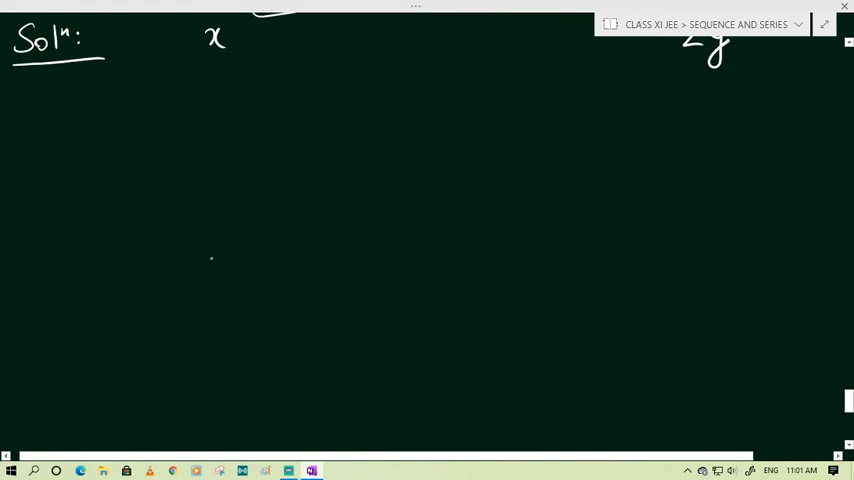 CLASS XI JEE > SEQUENCE AND SERIES
Solⁿ: x 2y
ENG 11:01 AM